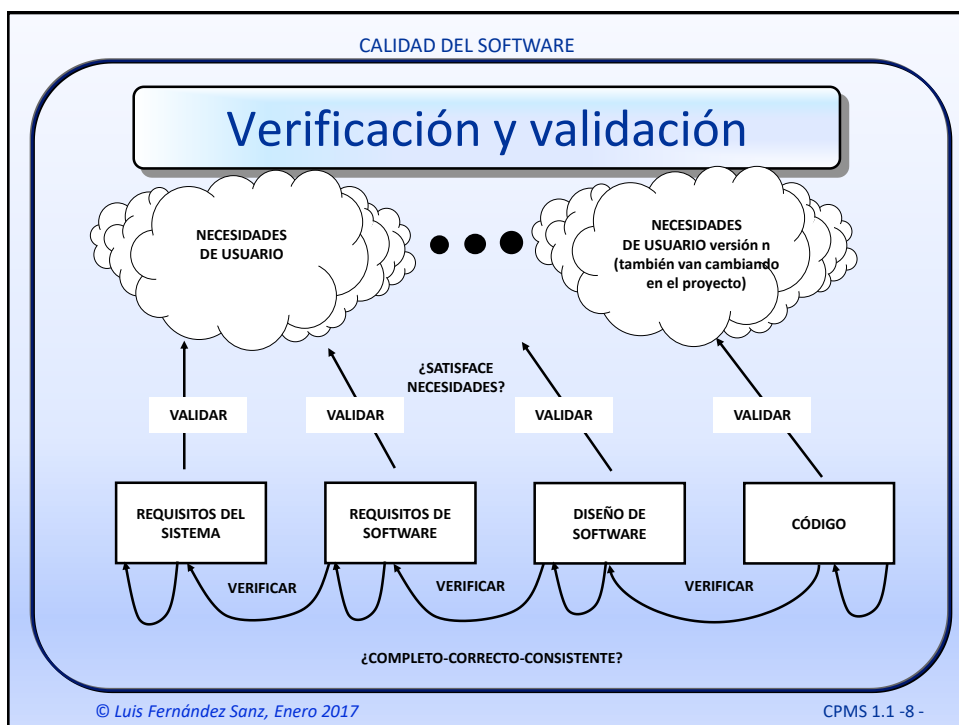 CALIDAD DEL SOFTWARE
Verificación y validación
NECESIDADES
DE USUARIO
NECESIDADES
DE USUARIO versión n
(también van cambiando
en el proyecto)
¿SATISFACE
NECESIDADES?
VALIDAR
VALIDAR
VALIDAR
VALIDAR
REQUISITOS DEL
SISTEMA
REQUISITOS DE
SOFTWARE
DISEÑO DE
SOFTWARE
CÓDIGO
VERIFICAR
VERIFICAR
VERIFICAR
¿COMPLETO-CORRECTO-CONSISTENTE?
© Luis Fernández Sanz, Enero 2017
CPMS 1.1 -8 -